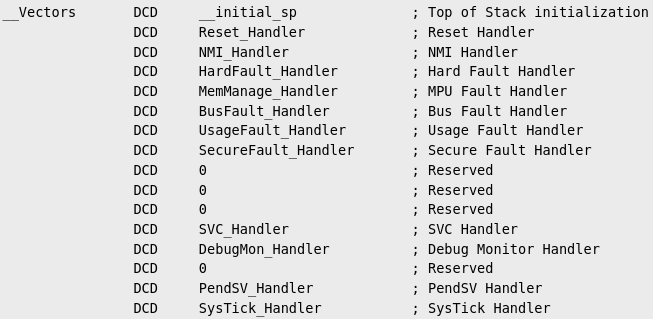 __Vectors DCD __initial_sp ; Top of Stack initialization
DCD Reset_Handler ; Reset Handler
DCD NMI_Handler ; NMI Handler
DCD HardFault_Handler ; Hard Fault Handler
DCD MemManage_Handler ; MPU Fault Handler
DCD BusFault_Handler ; Bus Fault Handler
DCD UsageFault_Handler ; Usage Fault Handler
DCD SecureFault_Handler ; Secure Fault Handler
DCD 0 ; Reserved
DCD 0 ; Reserved
DCD 0 ; Reserved
DCD SVC_Handler ; SVC Handler
DCD DebugMon_Handler ; Debug Monitor Handler
DCD 0 ; Reserved
DCD PendSV_Handler ; PendSV Handler
DCD SysTick_Handler ; SysTick Handler